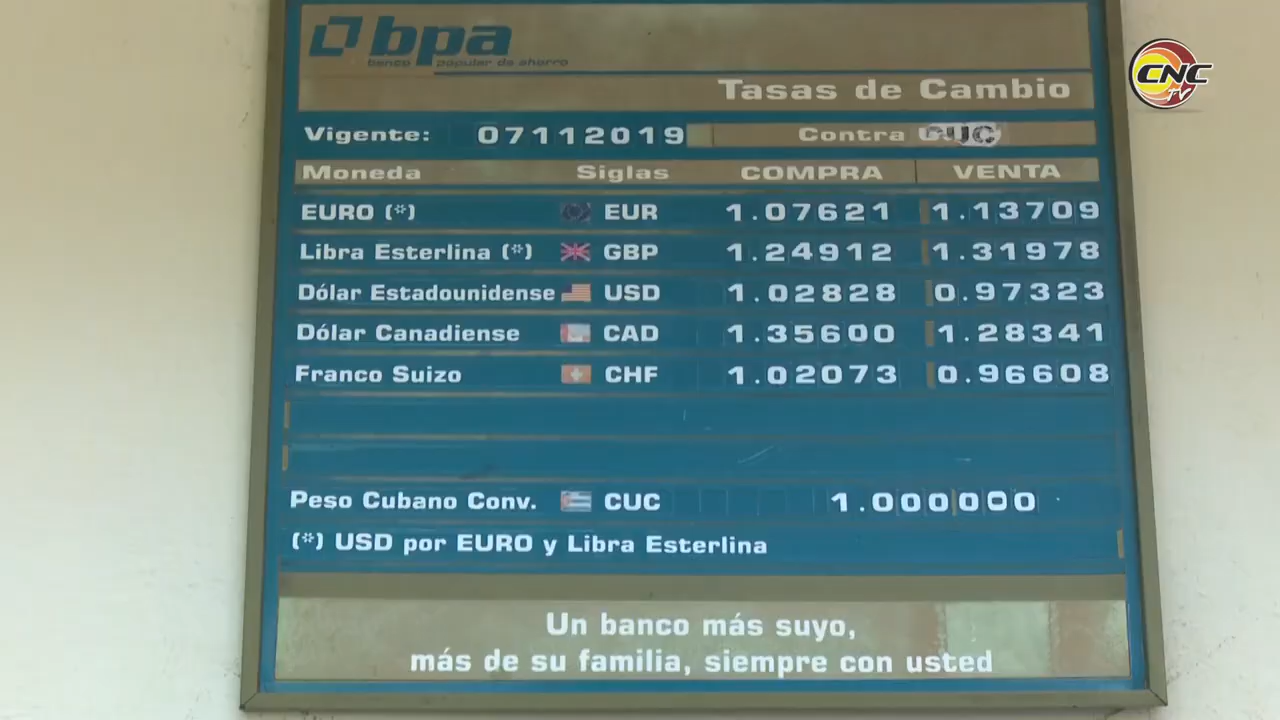 bpa
banco popular de ahorro
CNC TV
Tasas de Cambio
Vigente: 07112019 Contra CUC
Moneda Siglas COMPRA VENTA
EURO (*) EUR 1.07621 1.13709
Libra Esterlina (*) GBP 1.24912 1.31978
Dólar Estadounidense USD 1.02828 0.97323
Dólar Canadiense CAD 1.35600 1.28341
Franco Suizo CHF 1.02073 0.96608
Peso Cubano Conv. CUC 1.000000
(*) USD por EURO y Libra Esterlina
Un banco más suyo,
más de su familia, siempre con usted